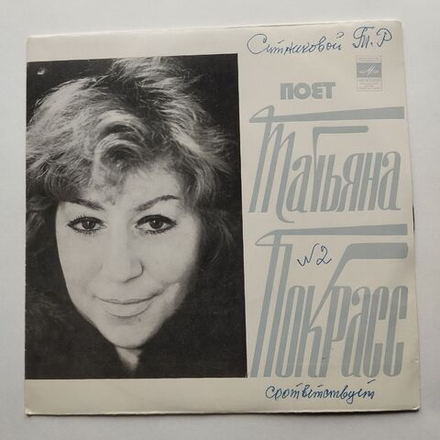 Ситниковой Т.Р
ПОЕТ
Татьяна
№2
Покрасс
соответствует